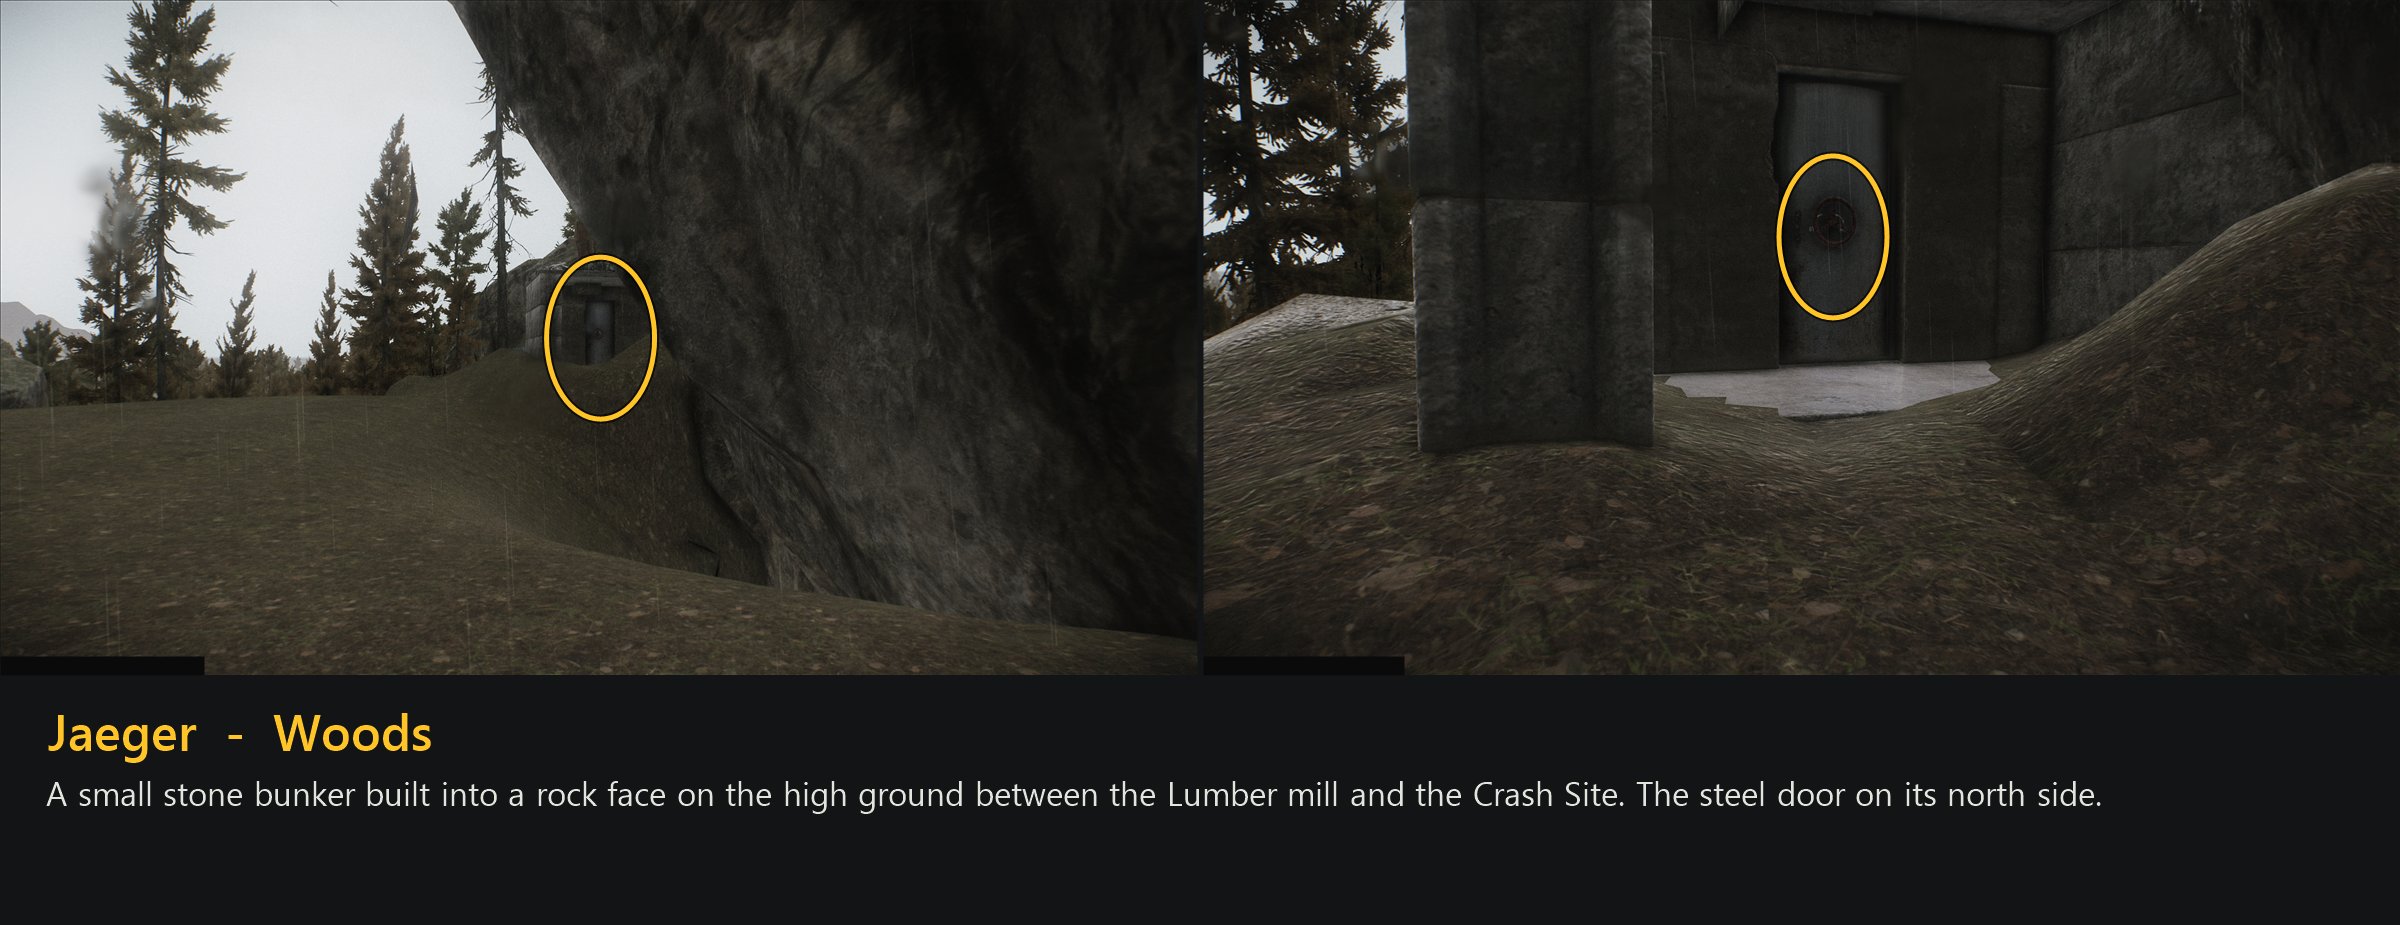 Jaeger - Woods
A small stone bunker built into a rock face on the high ground between the Lumber mill and the Crash Site. The steel door on its north side.